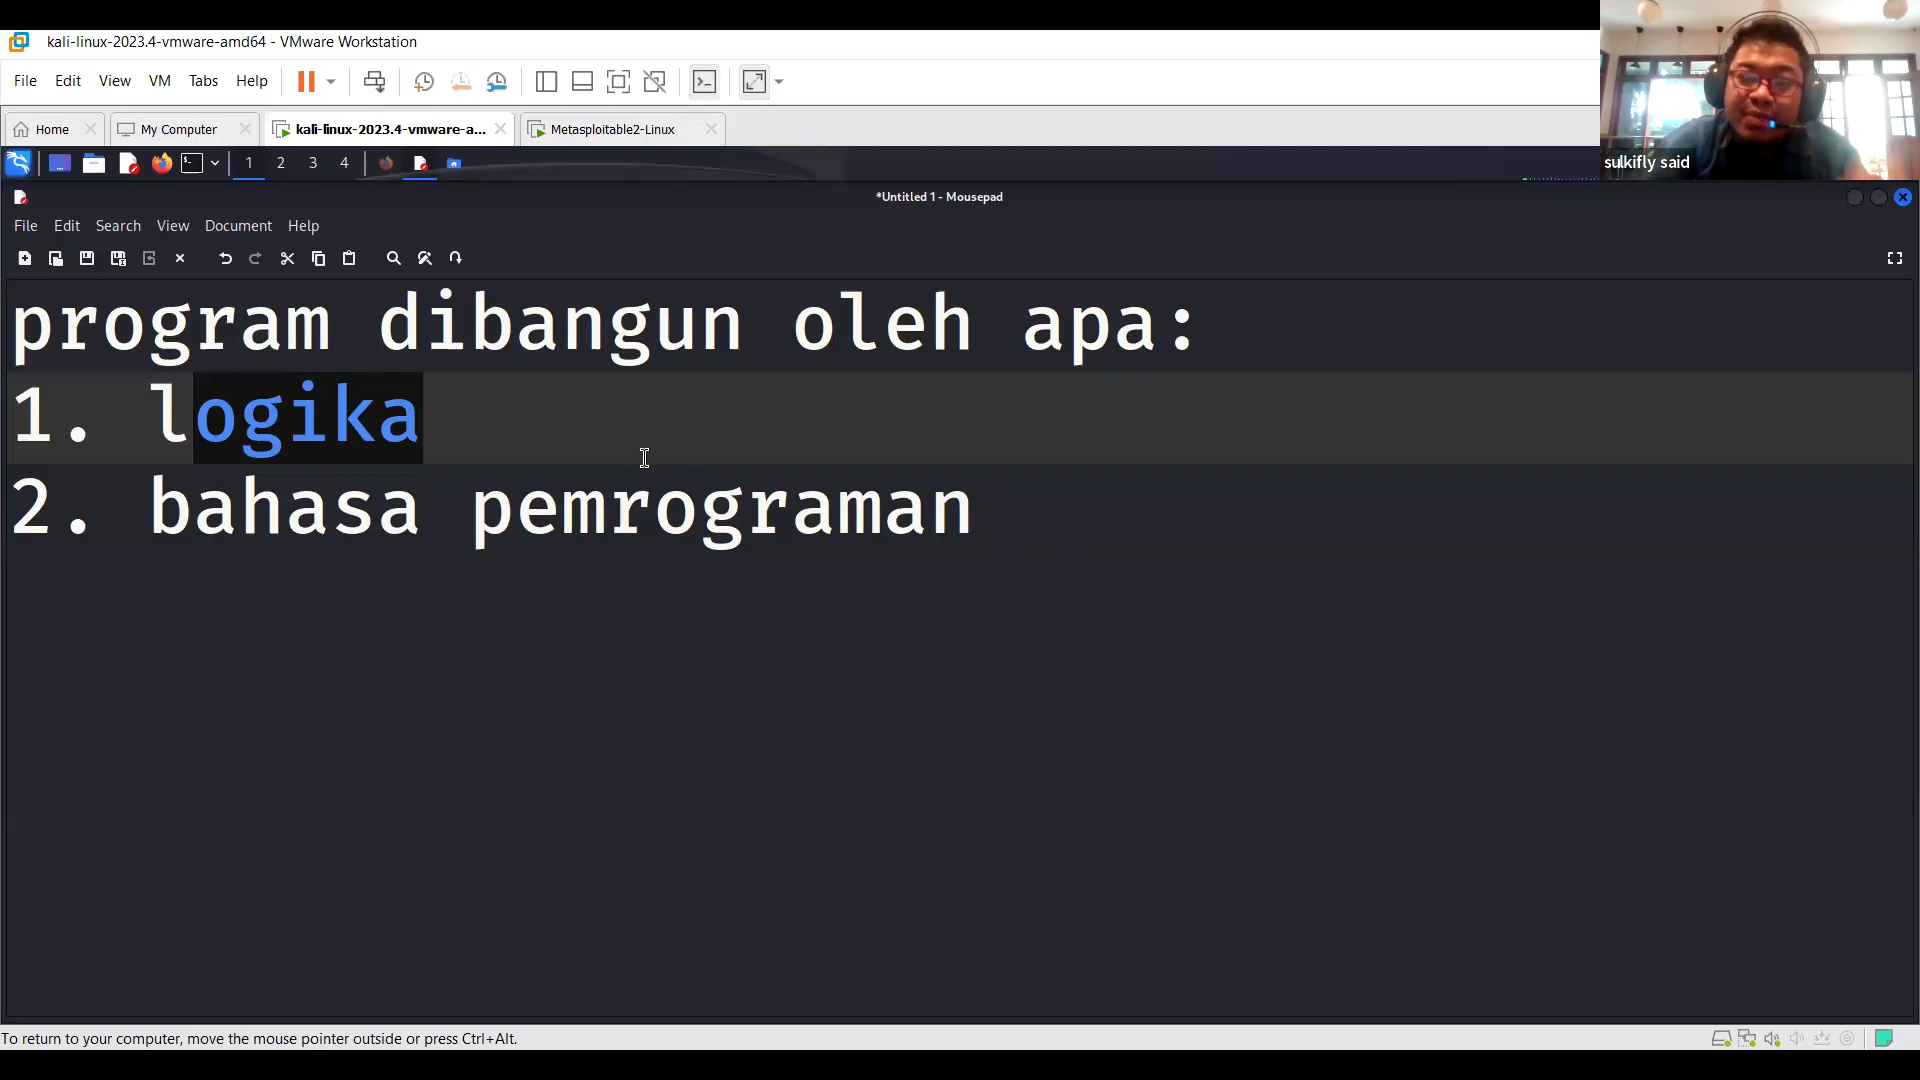 kali-linux-2023.4-vmware-amd64 - VMware Workstation
File Edit View VM Tabs Help
Home My Computer kali-linux-2023.4-vmware-a... Metasploitable2-Linux
1 2 3 4
sulkifly said
*Untitled 1 - Mousepad
File Edit Search View Document Help
program dibangun oleh apa:
1. logika
2. bahasa pemrograman
To return to your computer, move the mouse pointer outside or press Ctrl+Alt.